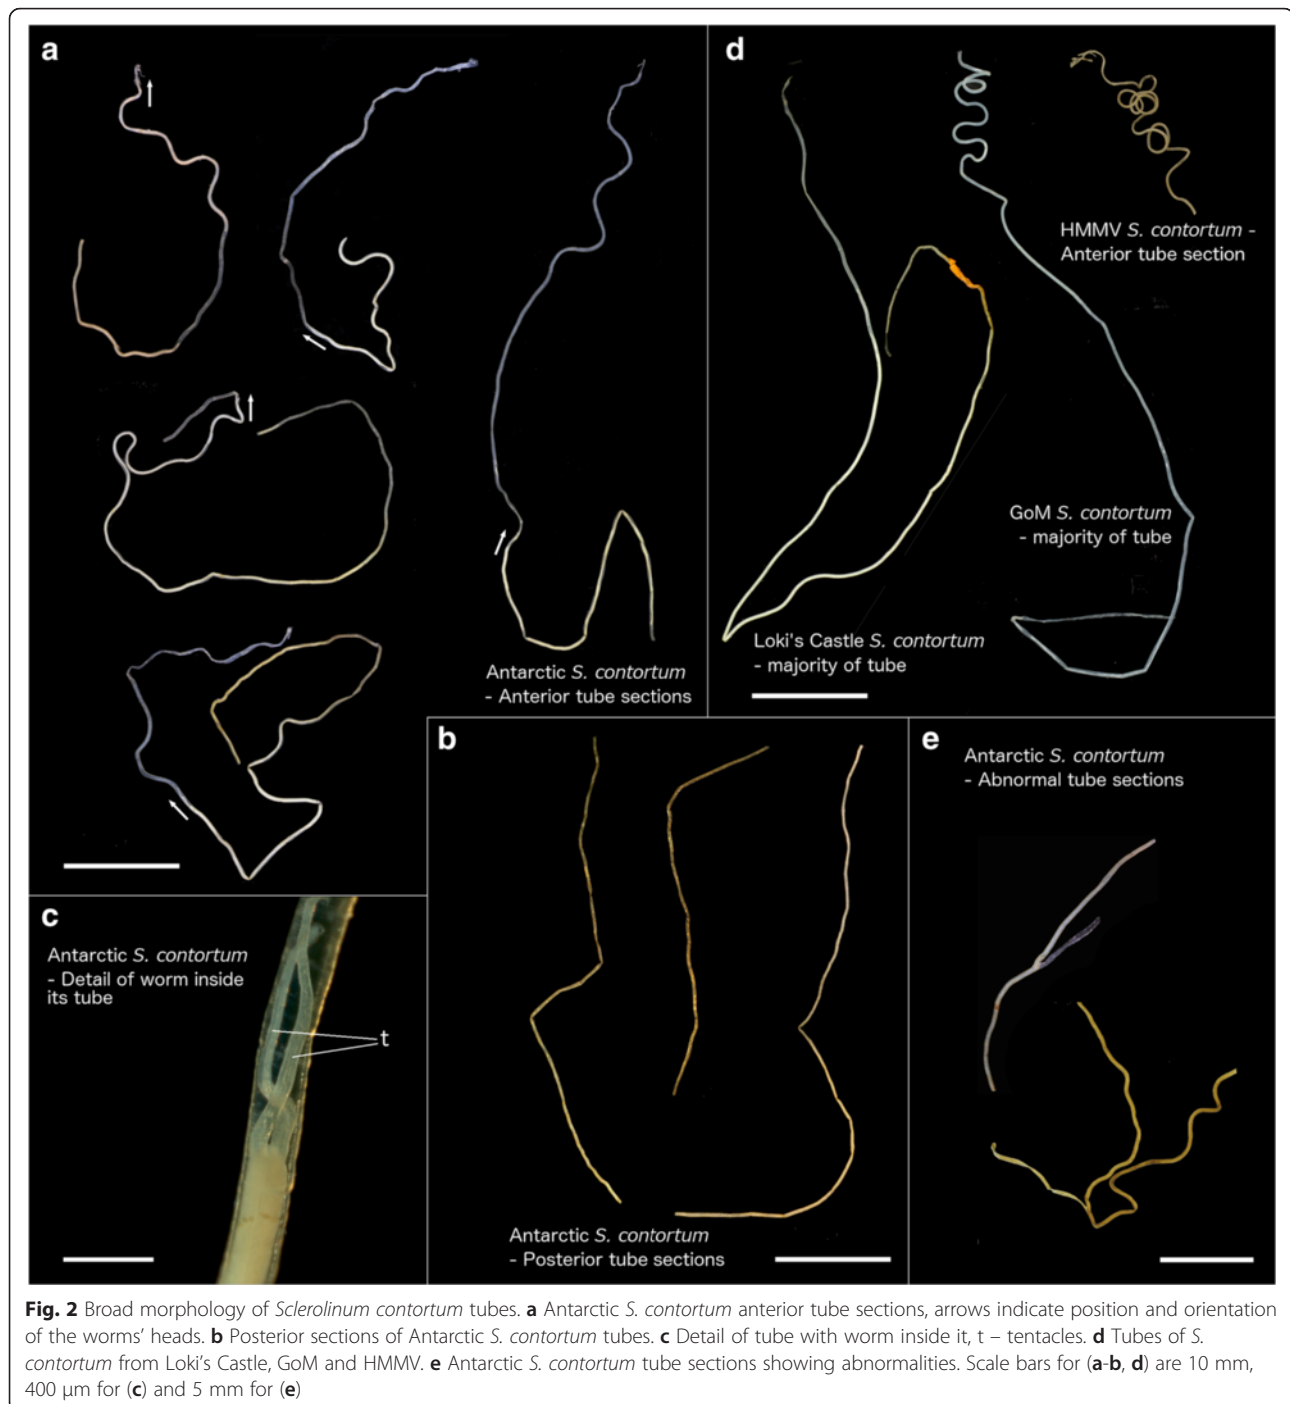 a
d
HMMV S. contortum -
Anterior tube section
GoM S. contortum
- majority of tube
Loki's Castle S. contortum
- majority of tube
Antarctic S. contortum
- Anterior tube sections
b
e
Antarctic S. contortum
- Abnormal tube sections
c
Antarctic S. contortum
- Detail of worm inside
its tube
t
Antarctic S. contortum
- Posterior tube sections
Fig. 2 Broad morphology of Sclerolinum contortum tubes. a Antarctic S. contortum anterior tube sections, arrows indicate position and orientation
of the worms' heads. b Posterior sections of Antarctic S. contortum tubes. c Detail of tube with worm inside it, t – tentacles. d Tubes of S.
contortum from Loki's Castle, GoM and HMMV. e Antarctic S. contortum tube sections showing abnormalities. Scale bars for (a-b, d) are 10 mm,
400 μm for (c) and 5 mm for (e)